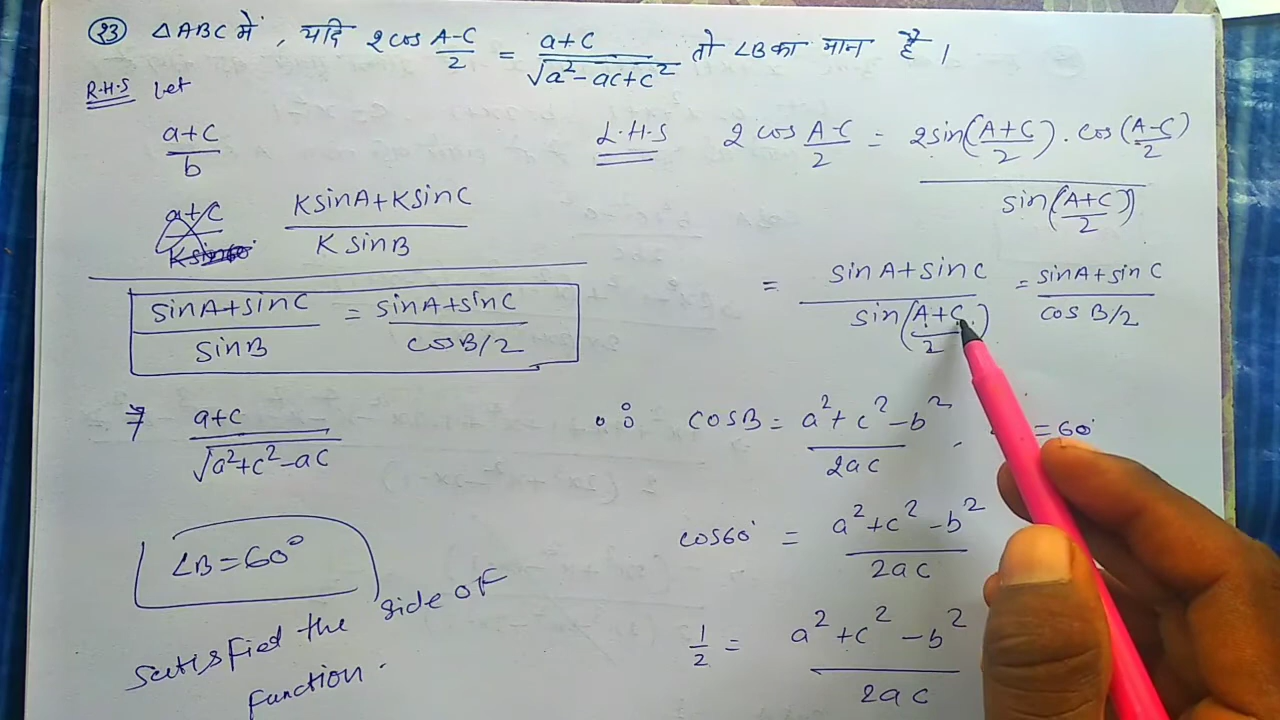 23 ΔABC में, यदि 2cos (A-C)/2 = (a+c)/√(a²-ac+c²) तो ∠B का मान है।
R.H.S Let
(a+c)/b
(KsinA+KsinC)/(K sinB)
(sinA+sinC)/sinB = (sinA+sinC)/(cosB/2)
(a+c)/√(a²+c²-ac)
∠B=60°
Satisfied the side of
function.
L.H.S 2cos (A-C)/2 = (2sin((A+C)/2).cos((A-C)/2))/(sin((A+C)/2))
= (sinA+sinC)/(sin((A+C)/2)) = (sinA+sinC)/(cos B/2)
∵ cosB = (a²+c²-b²)/(2ac) =60°
cos60° = (a²+c²-b²)/(2ac)
1/2 = (a²+c²-b²)/(2ac)